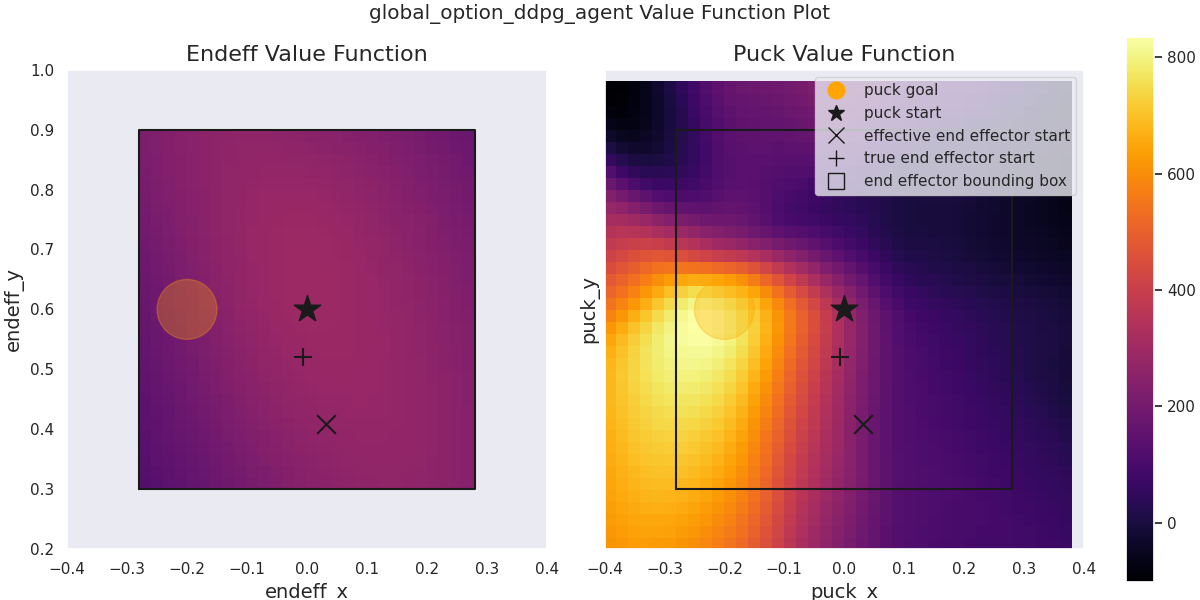 global_option_ddpg_agent Value Function Plot
Endeff Value Function
1.0
0.9
0.8
0.7
0.6
0.5
0.4
0.3
0.2
endeff_y
−0.4 −0.3 −0.2 −0.1 0.0 0.1 0.2 0.3 0.4
endeff_x
Puck Value Function
puck goal
puck start
effective end effector start
true end effector start
end effector bounding box
puck_y
−0.4 −0.3 −0.2 −0.1 0.0 0.1 0.2 0.3 0.4
puck_x
800
600
400
200
0